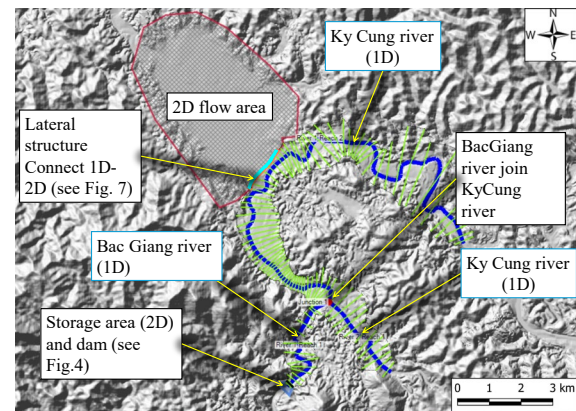 Ky Cung river
(1D)
N
W
E
S
2D flow area
Lateral
structure
Connect 1D-
2D (see Fig. 7)
BacGiang
river join
KyCung
river
Bac Giang river
(1D)
Ky Cung river
(1D)
Junction 1
Storage area (2D)
and dam (see
Fig.4)
0 1 2 3 km